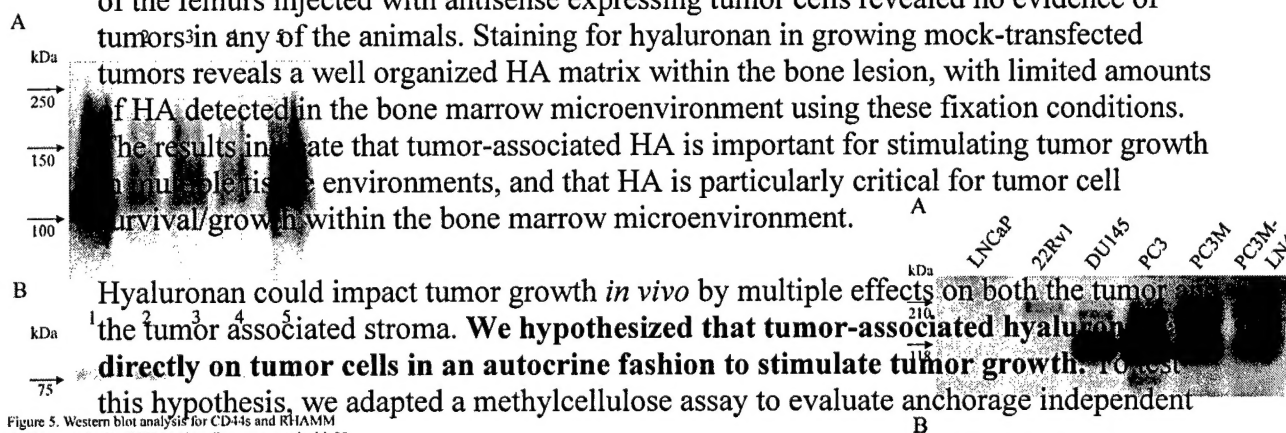 of the femurs injected with antisense expressing tumor cells revealed no evidence of
A
tumors in any of the animals. Staining for hyaluronan in growing mock-transfected
kDa
tumors reveals a well organized HA matrix within the bone lesion, with limited amounts
250
of HA detected in the bone marrow microenvironment using these fixation conditions.
150
The results indicate that tumor-associated HA is important for stimulating tumor growth
in multiple tissue environments, and that HA is particularly critical for tumor cell
100
survival/growth within the bone marrow microenvironment.
A
LNCaP 22Rv1 DU145 PC3 PC3M PC3M-
kDa
B
Hyaluronan could impact tumor growth in vivo by multiple effects on both the tumor
210
1 2 3 4 5
kDa
the tumor associated stroma. We hypothesized that tumor-associated
118
directly on tumor cells in an autocrine fashion to stimulate tumor growth. To test
75
this hypothesis, we adapted a methylcellulose assay to evaluate anchorage independent
Figure 5. Western blot analysis for CD44s and RHAMM
B